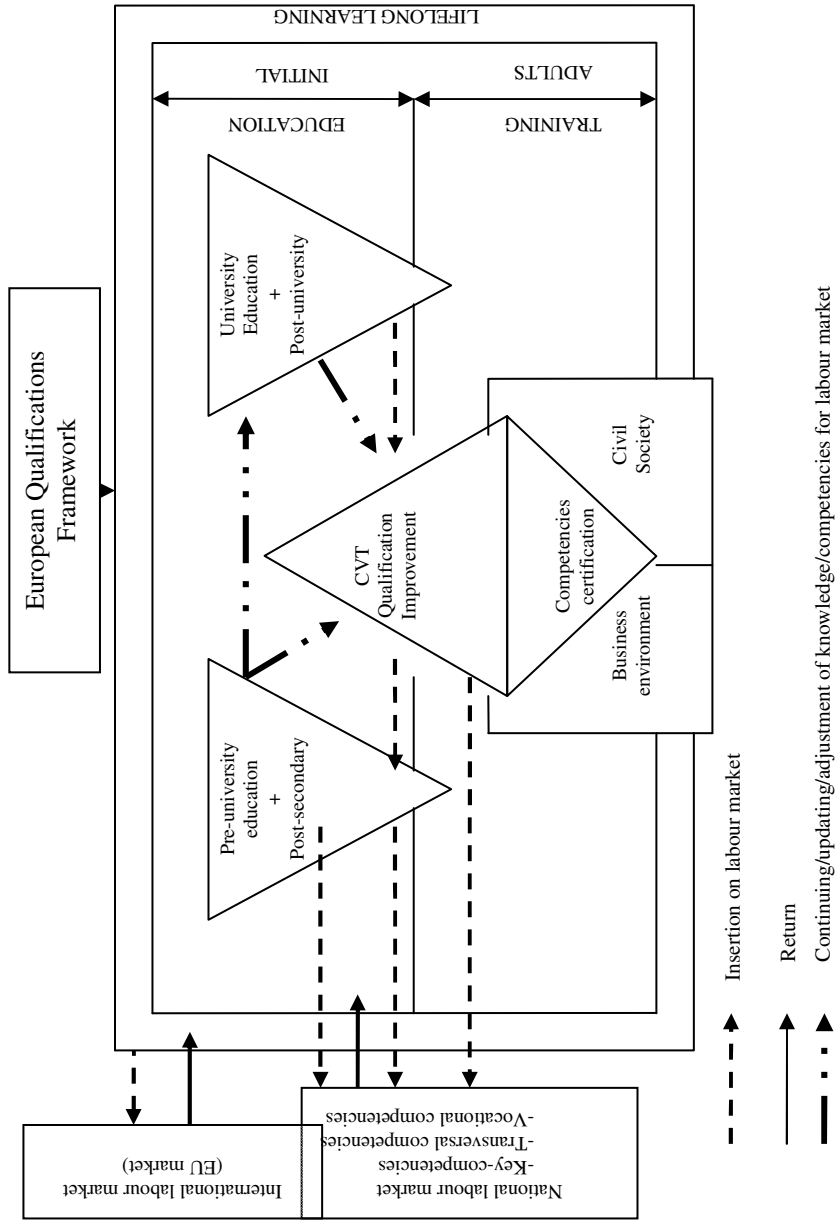 European Qualifications
Framework
LIFELONG LEARNING
INITIAL
EDUCATION
ADULTS
TRAINING
Pre-university
education
+
Post-secondary
University
Education
+
Post-university
CVT
Qualification
Improvement
Competencies
certification
Business
environment
Civil
Society
International labour market
(EU market)
National labour market
-Key-competencies
-Transversal competencies
-Vocational competencies
Insertion on labour market
Return
Continuing/updating/adjustment of knowledge/competencies for labour market